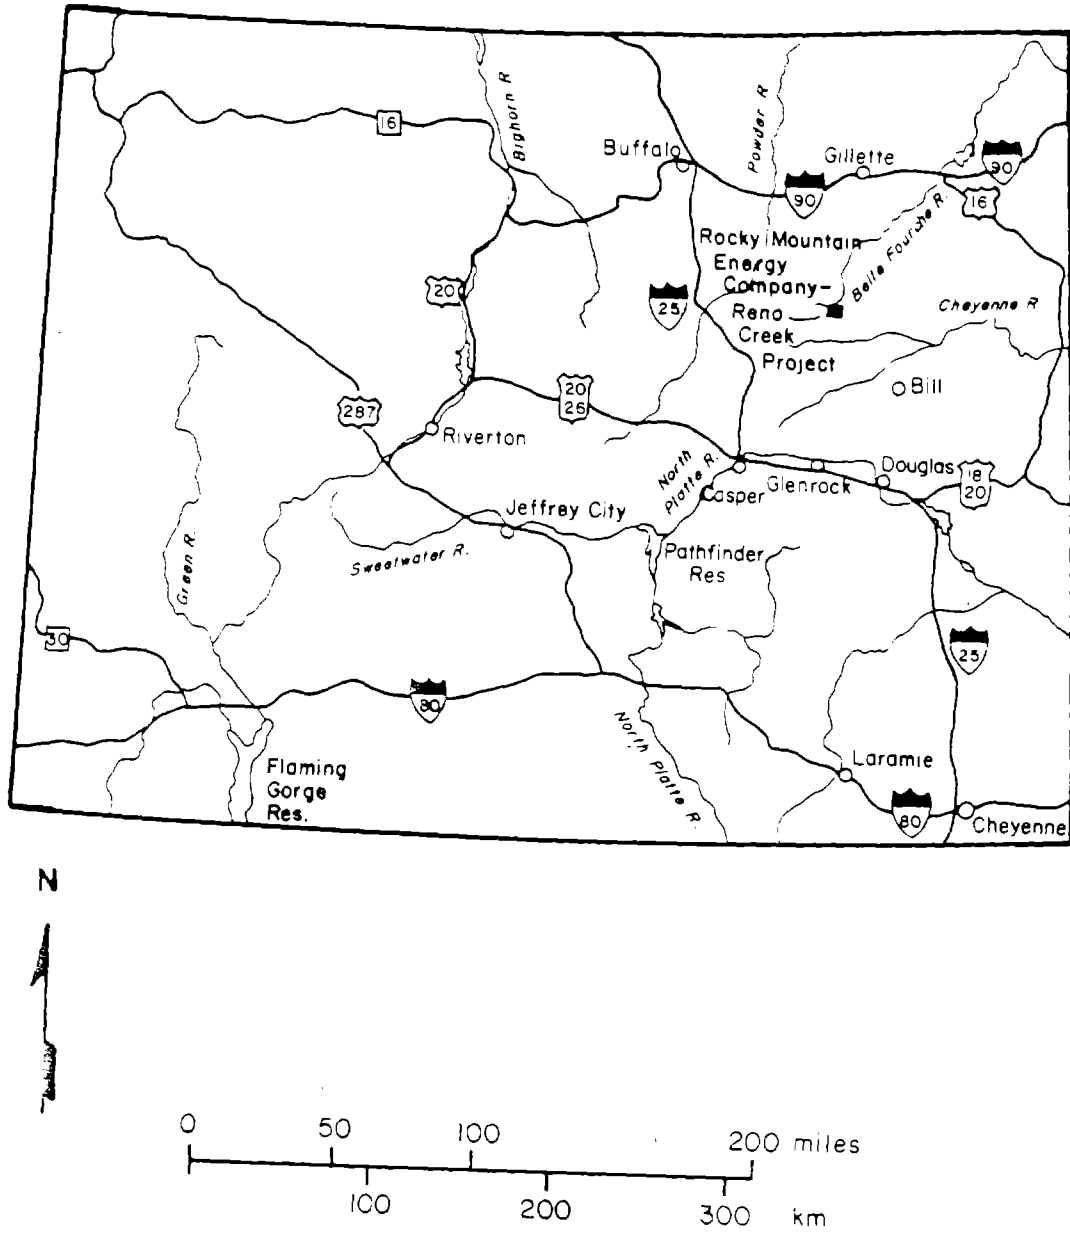 16
Bighorn R
Buffalo
Powder R
Gillette
90
90
16
Rocky Mountain
Energy
Company-
Reno
Creek
Project
Belle Fourche R.
Cheyenne R
20
25
287
20
26
Bill
Riverton
North
Platte R.
Casper
Glenrock
Douglas
18
20
Jeffrey City
Sweetwater R.
Green R.
Pathfinder
Res
30
25
80
North Platte R.
Laramie
Flaming
Gorge
Res.
80
Cheyenne
N
0 50 100 200 miles
100 200 300 km